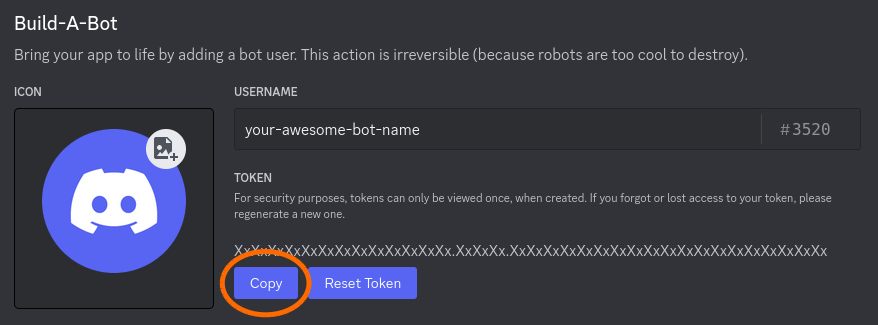 Build-A-Bot
Bring your app to life by adding a bot user. This action is irreversible (because robots are too cool to destroy).
ICON
USERNAME
your-awesome-bot-name
#3520
TOKEN
For security purposes, tokens can only be viewed once, when created. If you forgot or lost access to your token, please
regenerate a new one.
XxXxXxXxXxXxXxXxXxXxXxXxXx.XxXxXx.XxXxXxXxXxXxXxXxXxXxXxXxXxXxXxXxXxXxXx
Copy
Reset Token